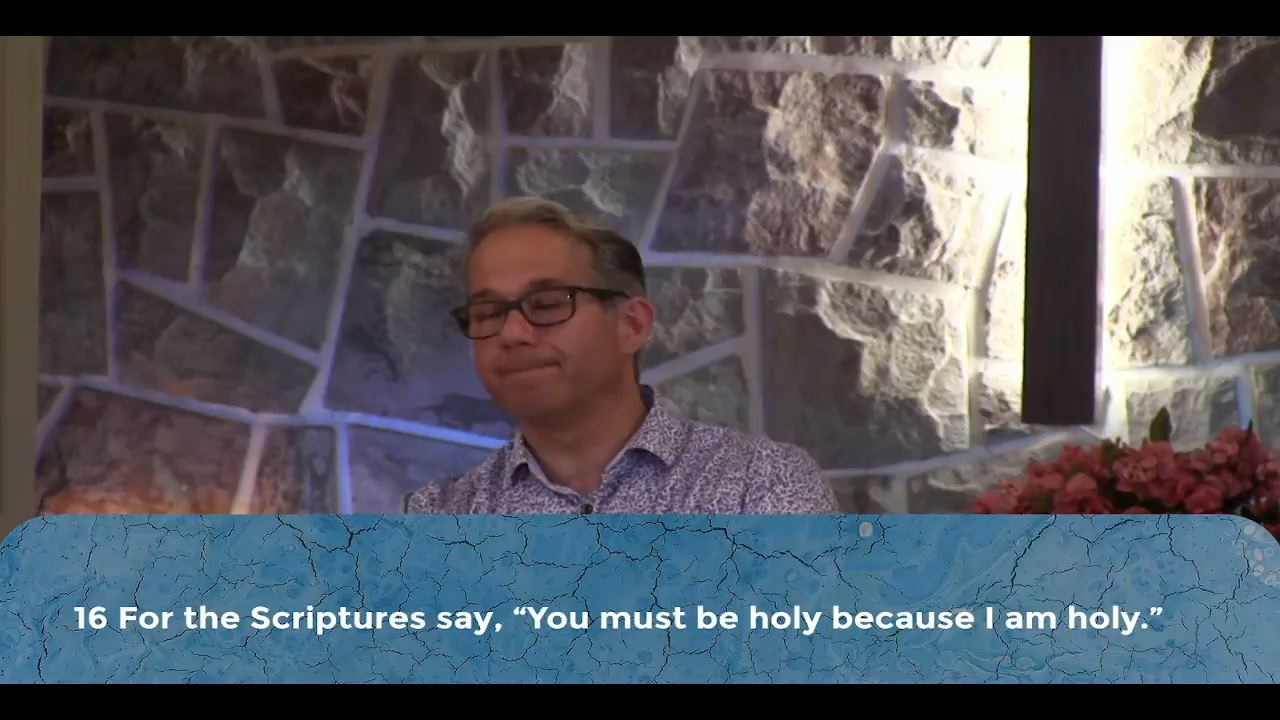 16 For the Scriptures say, “You must be holy because I am holy.”